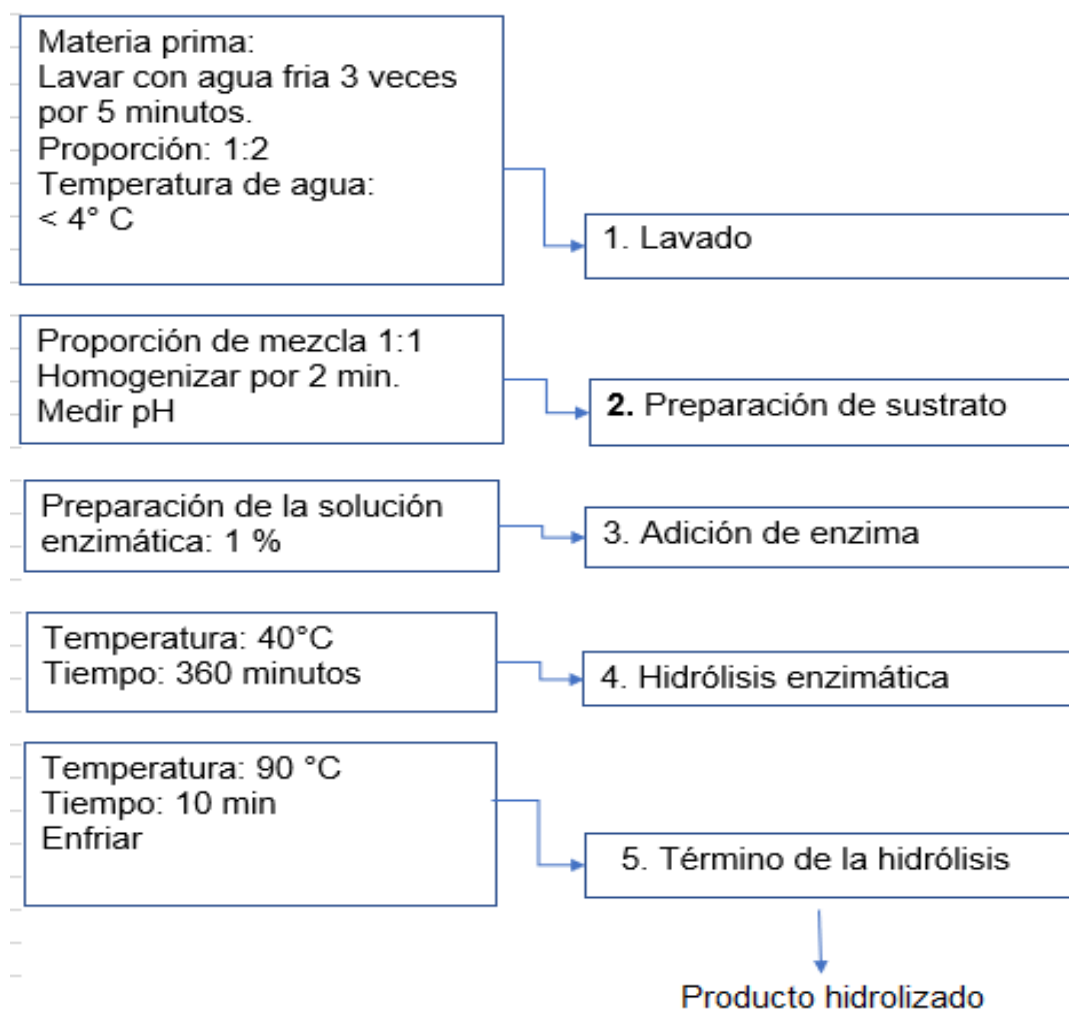 Materia prima:
Lavar con agua fria 3 veces
por 5 minutos.
Proporción: 1:2
Temperatura de agua:
< 4° C
1. Lavado
Proporción de mezcla 1:1
Homogenizar por 2 min.
Medir pH
2. Preparación de sustrato
Preparación de la solución
enzimática: 1 %
3. Adición de enzima
Temperatura: 40°C
Tiempo: 360 minutos
4. Hidrólisis enzimática
Temperatura: 90 °C
Tiempo: 10 min
Enfriar
5. Término de la hidrólisis
Producto hidrolizado